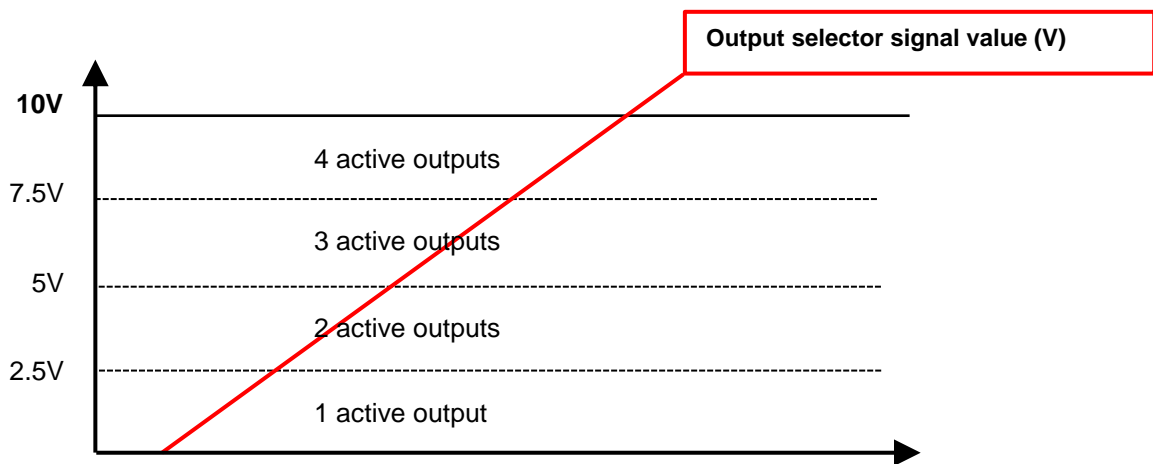 Output selector signal value (V)
10V
4 active outputs
7.5V
3 active outputs
5V
2 active outputs
2.5V
1 active output